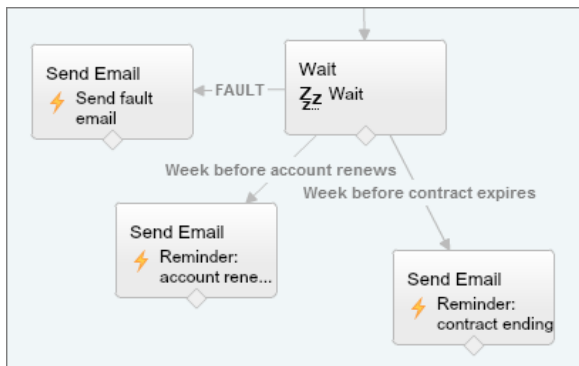 Send Email
Send fault
email
FAULT
Wait
Zzz Wait
Week before account renews
Week before contract expires
Send Email
Reminder:
account rene...
Send Email
Reminder:
contract ending